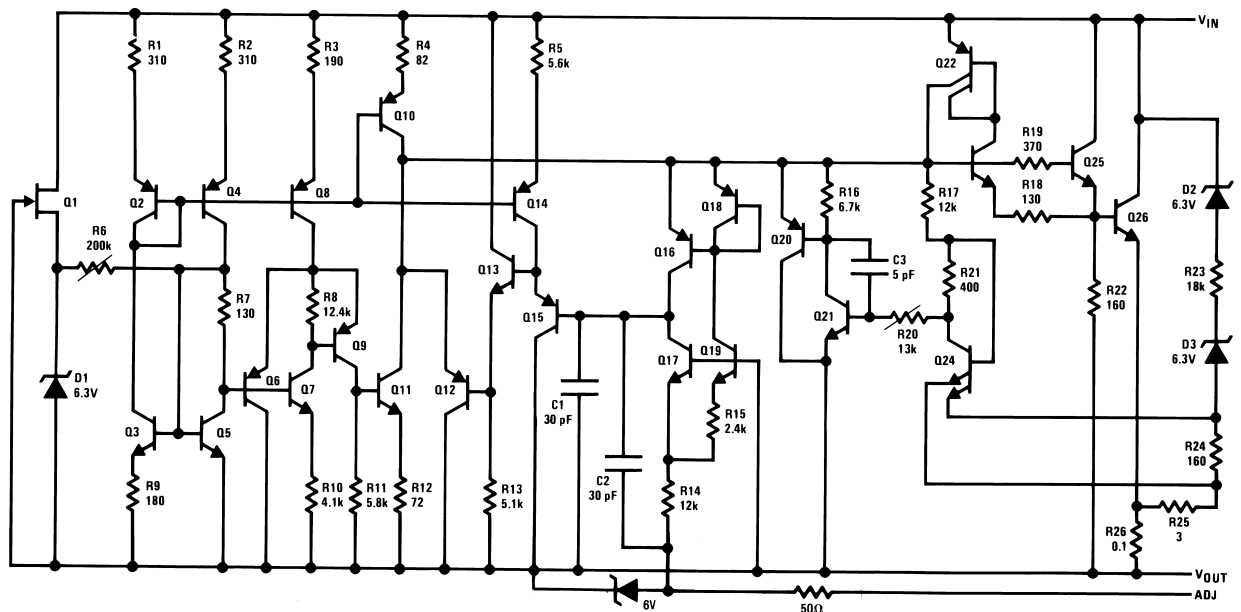 V_IN
R1
310
R2
310
R3
190
R4
82
R5
5.6k
Q22
Q10
R19
370
Q25
Q1
Q2
Q4
Q8
Q14
R16
6.7k
R17
12k
R18
130
Q26
D2
6.3V
R6
200k
Q18
Q13
Q16
Q20
C3
5 pF
R21
400
R22
160
R23
18k
R7
130
R8
12.4k
Q15
Q21
R20
13k
Q9
Q17
Q19
Q24
D3
6.3V
D1
6.3V
Q6
Q7
Q11
Q12
C1
30 pF
R15
2.4k
Q3
Q5
R24
160
R9
180
R10
4.1k
R11
5.8k
R12
72
R13
5.1k
C2
30 pF
R14
12k
R26
0.1
R25
3
V_OUT
ADJ
6V
50Ω